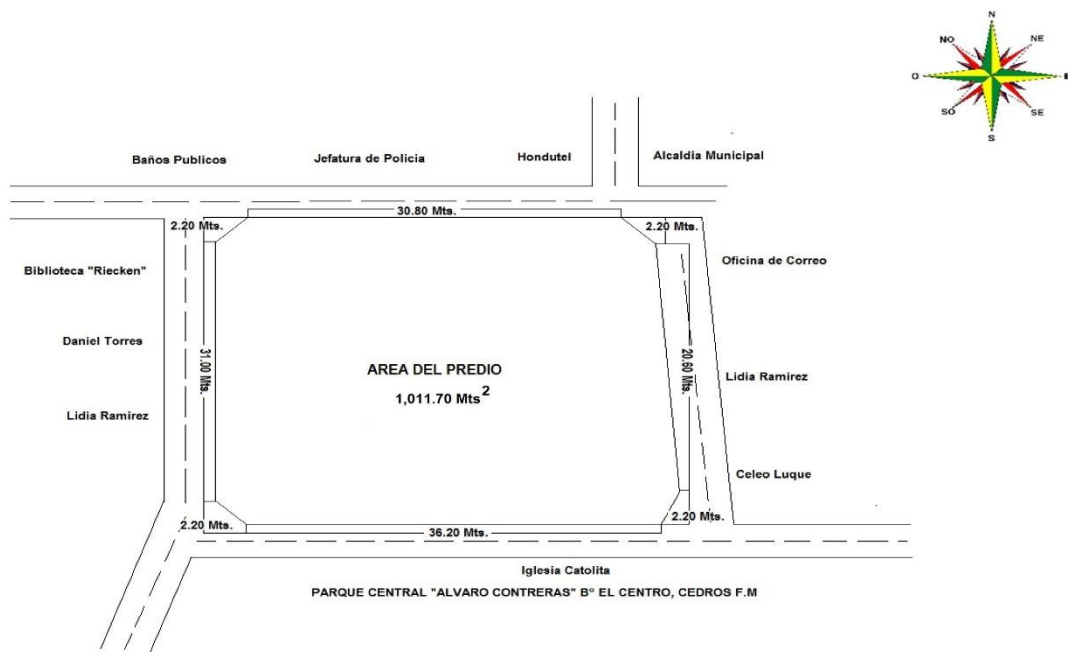 N
NO
NE
O
E
SO
SE
S
Baños Publicos
Jefatura de Policia
Hondutel
Alcaldia Municipal
30.80 Mts.
2.20 Mts.
2.20 Mts.
Biblioteca "Riecken"
Oficina de Correo
Daniel Torres
31.00 Mts.
AREA DEL PREDIO
1,011.70 Mts²
20.60 Mts.
Lidia Ramirez
Lidia Ramirez
Celeo Luque
2.20 Mts.
36.20 Mts.
2.20 Mts.
Iglesia Catolita
PARQUE CENTRAL "ALVARO CONTRERAS" Bº EL CENTRO, CEDROS F.M